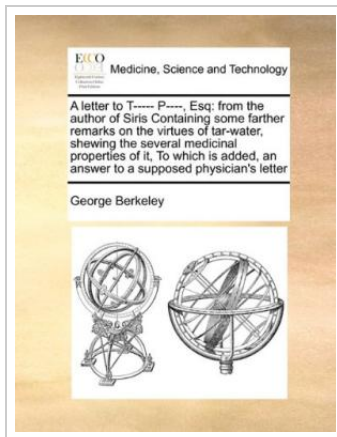 ECCO
Medicine, Science and Technology
A letter to T----- P----, Esq: from the
author of Siris Containing some farther
remarks on the virtues of tar-water,
shewing the several medicinal
properties of it, To which is added, an
answer to a supposed physician's letter
George Berkeley